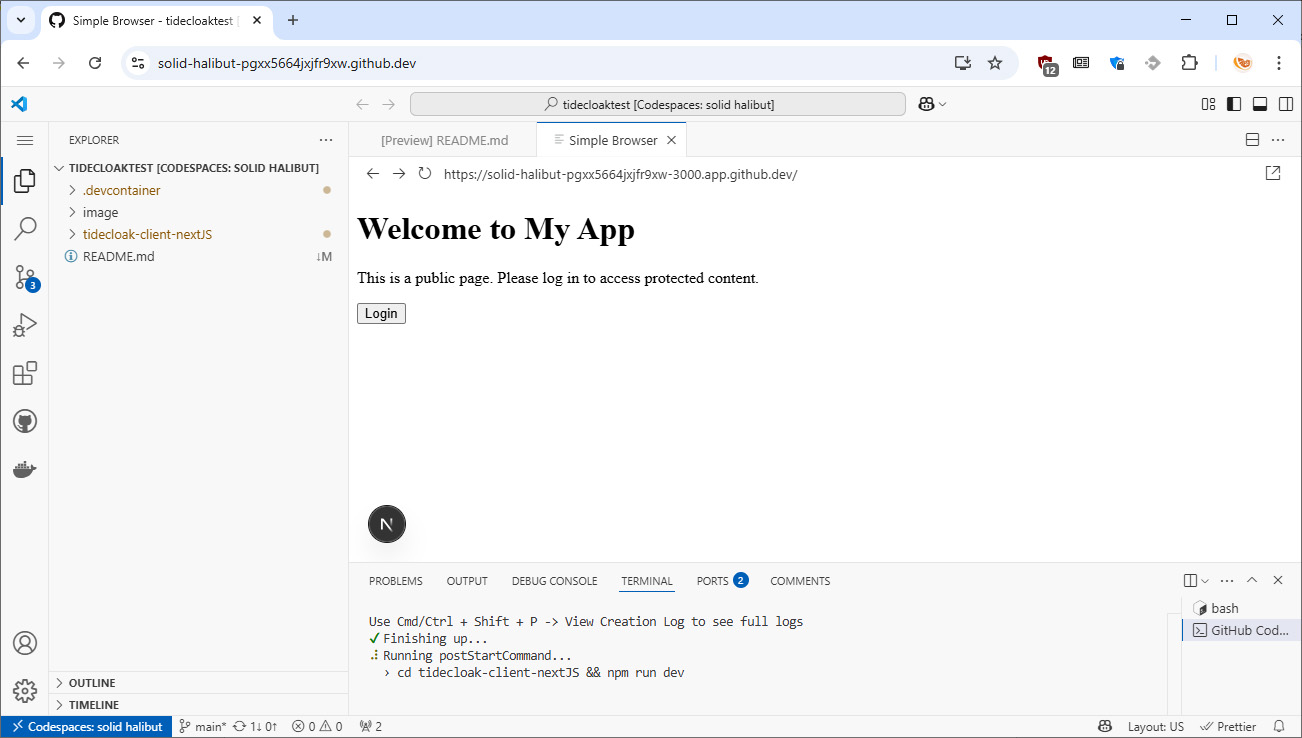 Simple Browser - tidecloaktest [
solid-halibut-pgxx5664jxjfr9xw.github.dev
12
tidecloaktest [Codespaces: solid halibut]
EXPLORER
[Preview] README.md
Simple Browser
TIDECLOAKTEST [CODESPACES: SOLID HALIBUT]
https://solid-halibut-pgxx5664jxjfr9xw-3000.app.github.dev/
.devcontainer
image
tidecloak-client-nextJS
README.md
↓M
3
Welcome to My App
This is a public page. Please log in to access protected content.
Login
N
PROBLEMS
OUTPUT
DEBUG CONSOLE
TERMINAL
PORTS 2
COMMENTS
Use Cmd/Ctrl + Shift + P -> View Creation Log to see full logs
✓ Finishing up...
⠼ Running postStartCommand...
› cd tidecloak-client-nextJS && npm run dev
bash
GitHub Cod...
OUTLINE
TIMELINE
Codespaces: solid halibut
main*
1↓ 0↑
0
0
2
Layout: US
Prettier